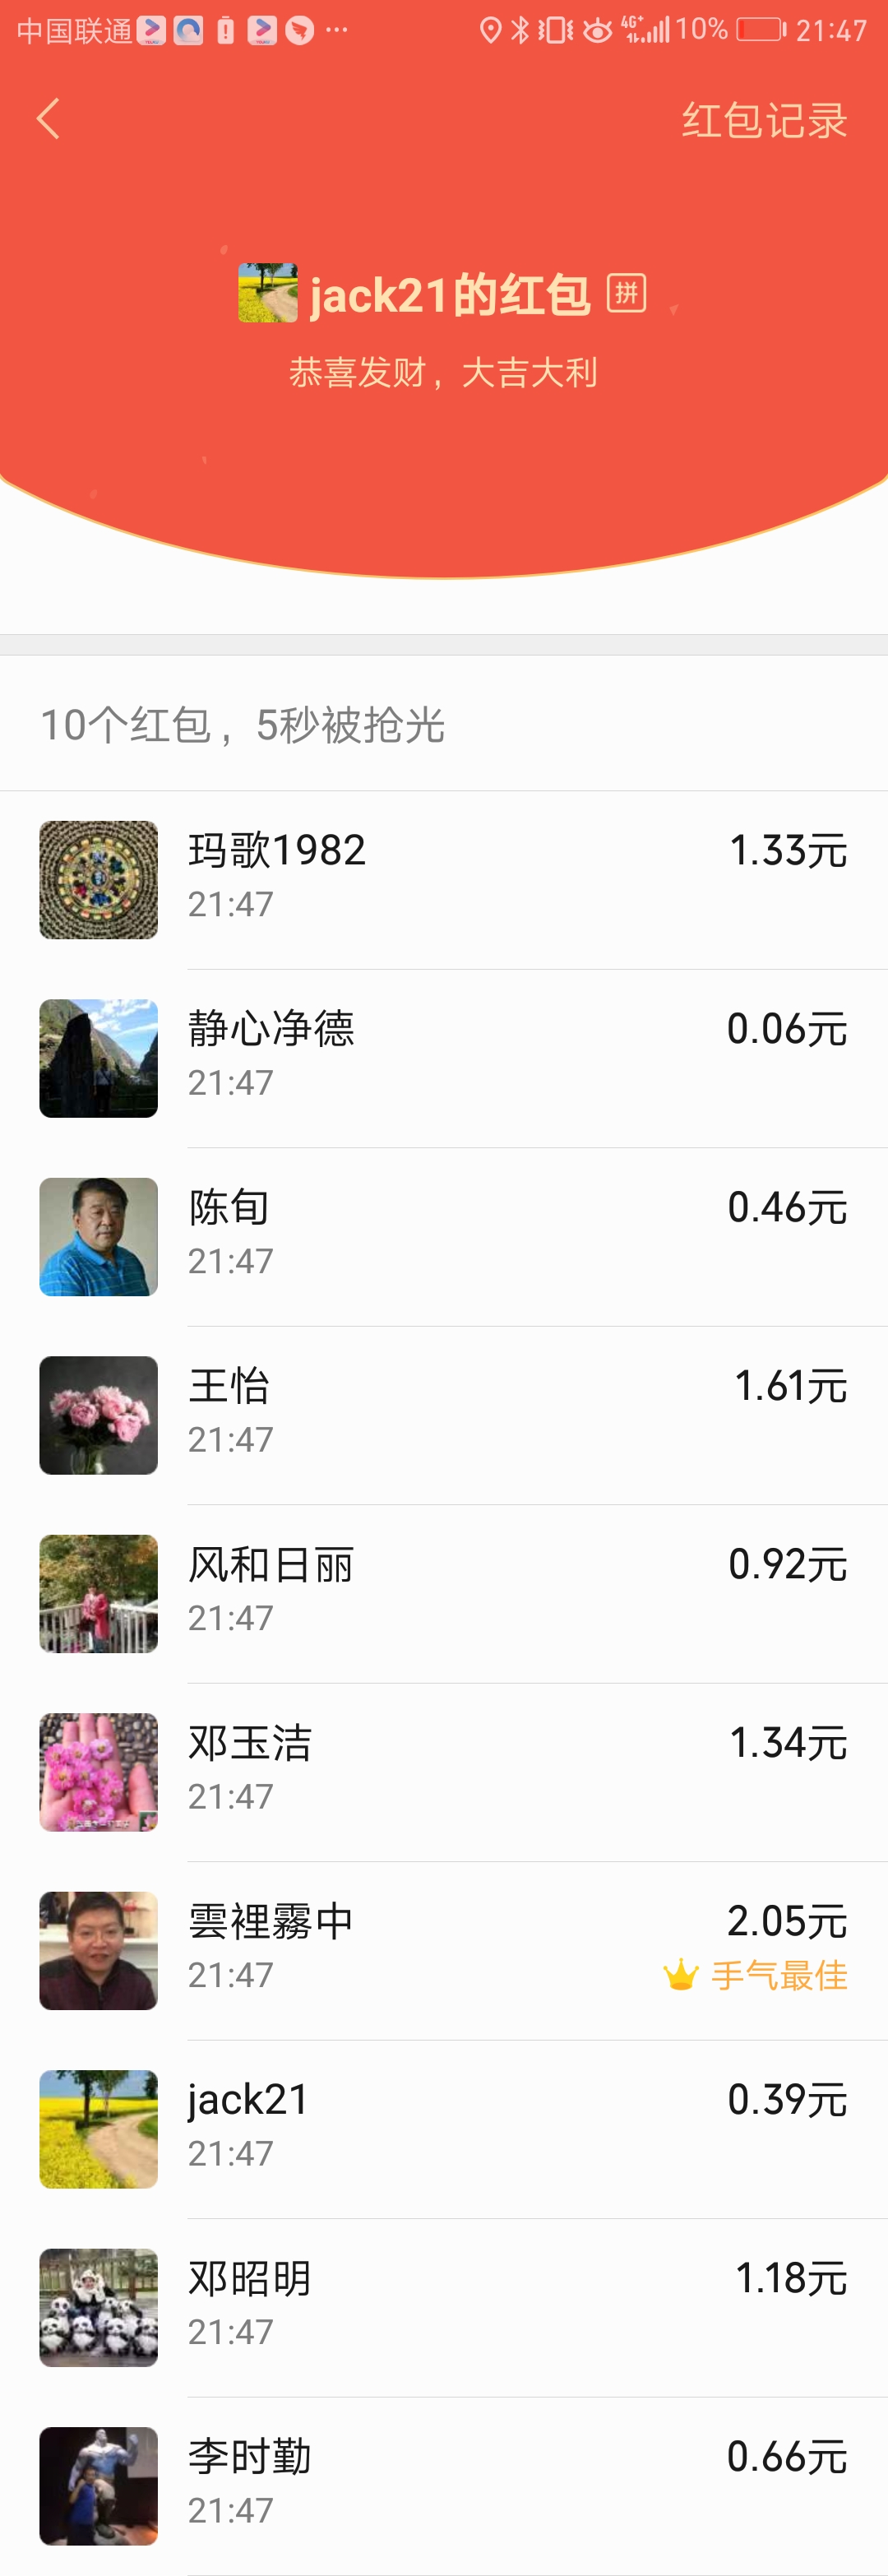 中国联通 4G+ 10% 21:47
红包记录
jack21的红包 拼
恭喜发财，大吉大利
10个红包，5秒被抢光
玛歌1982 1.33元
21:47
静心净德 0.06元
21:47
陈旬 0.46元
21:47
王怡 1.61元
21:47
风和日丽 0.92元
21:47
邓玉洁 1.34元
21:47
雲裡霧中 2.05元
21:47 手气最佳
jack21 0.39元
21:47
邓昭明 1.18元
21:47
李时勤 0.66元
21:47